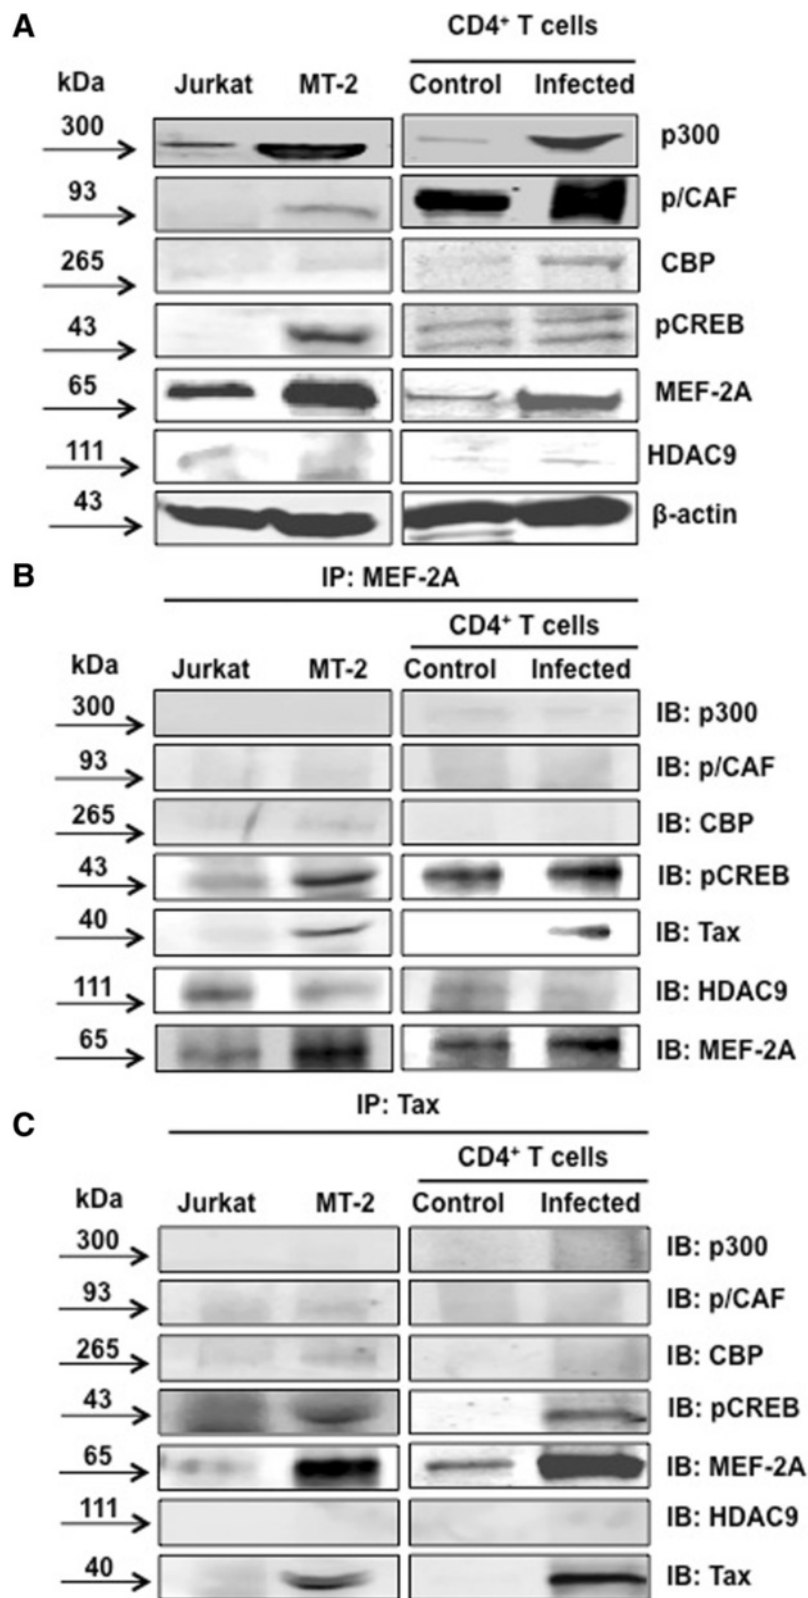 A
CD4⁺ T cells
kDa Jurkat MT-2 Control Infected
300 p300
93 p/CAF
265 CBP
43 pCREB
65 MEF-2A
111 HDAC9
43 β-actin
B
IP: MEF-2A
CD4⁺ T cells
kDa Jurkat MT-2 Control Infected
300 IB: p300
93 IB: p/CAF
265 IB: CBP
43 IB: pCREB
40 IB: Tax
111 IB: HDAC9
65 IB: MEF-2A
C
IP: Tax
CD4⁺ T cells
kDa Jurkat MT-2 Control Infected
300 IB: p300
93 IB: p/CAF
265 IB: CBP
43 IB: pCREB
65 IB: MEF-2A
111 IB: HDAC9
40 IB: Tax